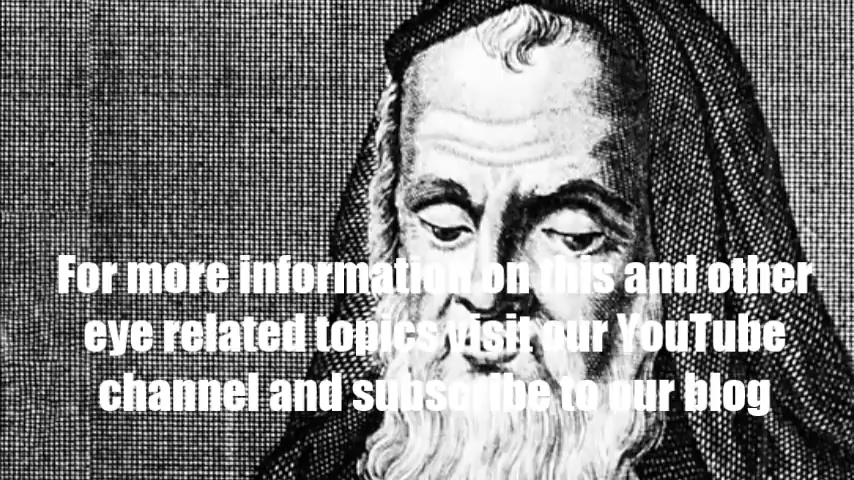 For more information on this and other
eye related topics visit our YouTube
channel and subscribe to our blog